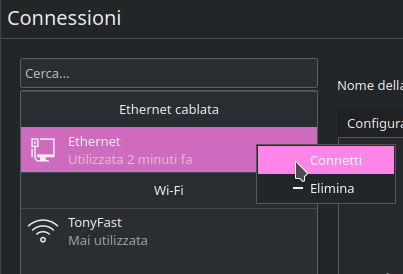 Connessioni
Cerca...
Nome della
Ethernet cablata
Configura
Ethernet
Utilizzata 2 minuti fa
Connetti
Elimina
Wi-Fi
TonyFast
Mai utilizzata